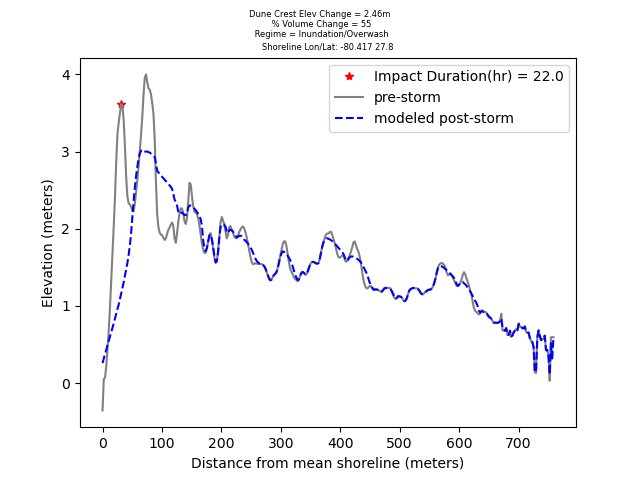 Dune Crest Elev Change = 2.46m
% Volume Change = 55
Regime = Inundation/Overwash
Shoreline Lon/Lat: -80.417 27.8
Impact Duration(hr) = 22.0
pre-storm
modeled post-storm
4
3
2
1
0
Elevation (meters)
0 100 200 300 400 500 600 700
Distance from mean shoreline (meters)